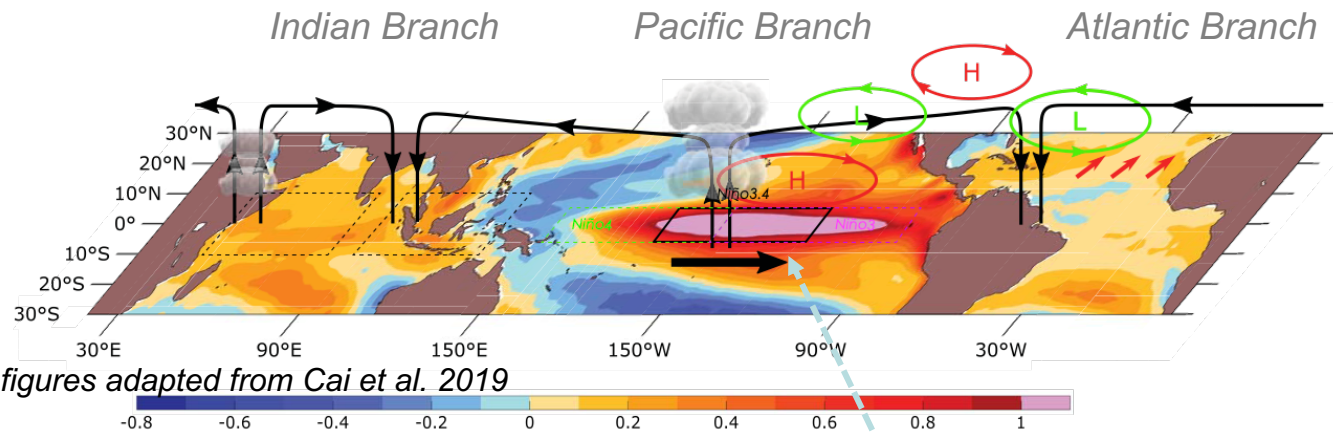 Indian Branch Pacific Branch Atlantic Branch
H
L
L
30°N
20°N
H
10°N
Niño3.4
0°
Niño4
Niño3
10°S
20°S
30°S
30°E 90°E 150°E 150°W 90°W 30°W
figures adapted from Cai et al. 2019
-0.8 -0.6 -0.4 -0.2 0 0.2 0.4 0.6 0.8 1